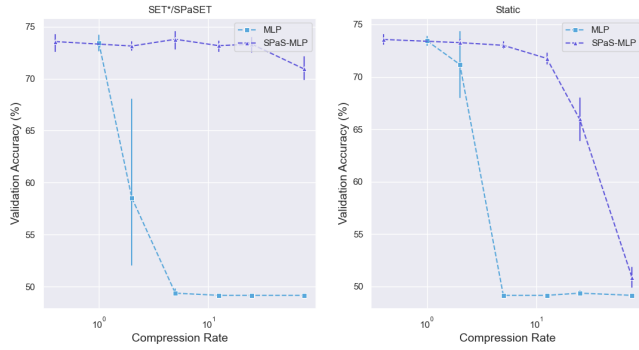 SET*/SPaSET
MLP
SPaS-MLP
75
70
65
60
55
50
Validation Accuracy (%)
10^0
10^1
Compression Rate
Static
MLP
SPaS-MLP
75
70
65
60
55
50
Validation Accuracy (%)
10^0
10^1
Compression Rate